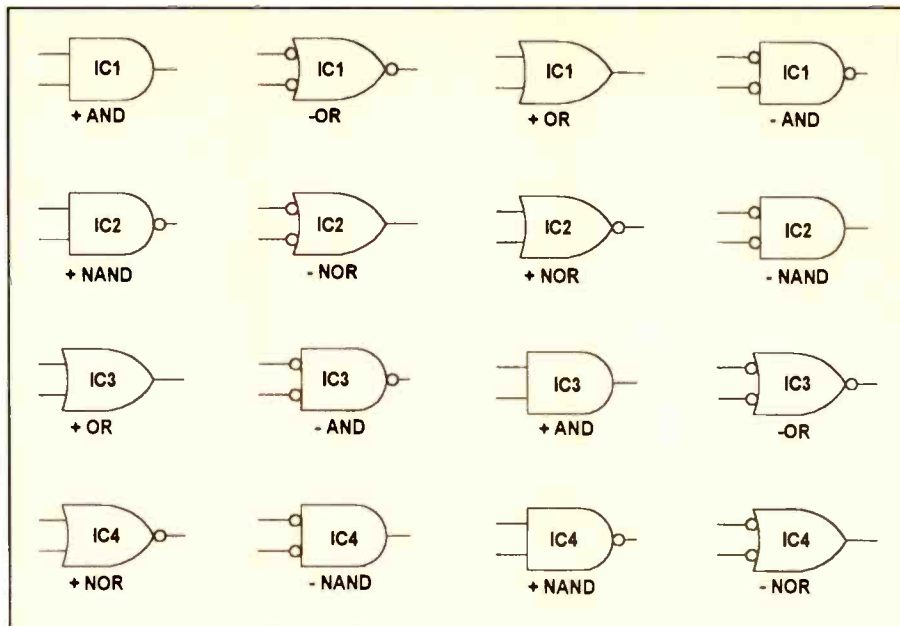 IC1 IC1 IC1 IC1
+ AND -OR + OR - AND
IC2 IC2 IC2 IC2
+ NAND - NOR + NOR - NAND
IC3 IC3 IC3 IC3
+ OR - AND + AND -OR
IC4 IC4 IC4 IC4
+ NOR - NAND + NAND - NOR